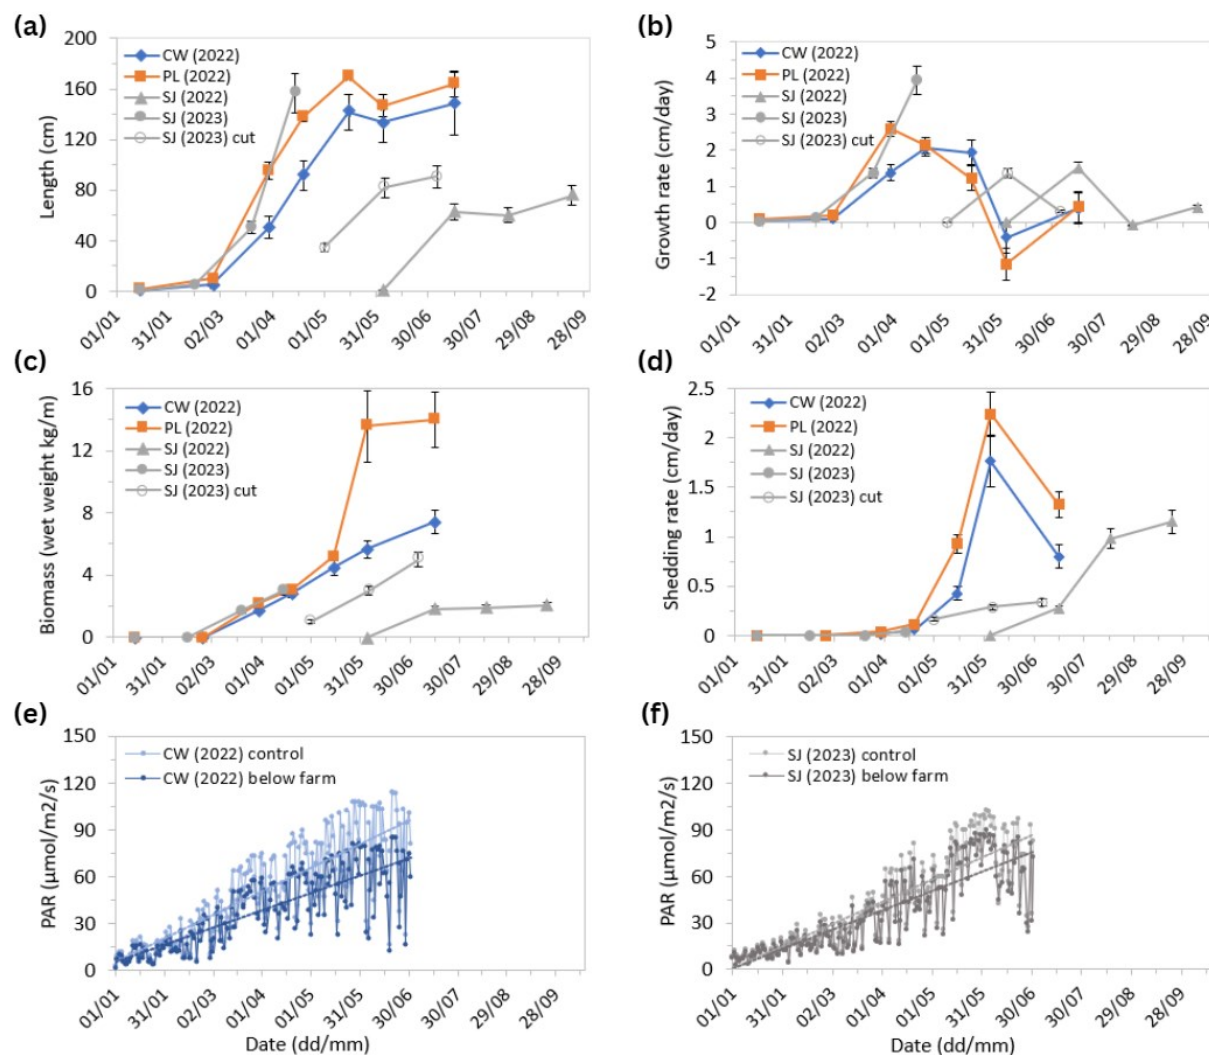 (a)
Length (cm)
200
160
120
80
40
0
CW (2022)
PL (2022)
SJ (2022)
SJ (2023)
SJ (2023) cut
01/01
31/01
02/03
01/04
01/05
31/05
30/06
30/07
29/08
28/09
(b)
Growth rate (cm/day)
5
4
3
2
1
0
-1
-2
CW (2022)
PL (2022)
SJ (2022)
SJ (2023)
SJ (2023) cut
01/01
31/01
02/03
01/04
01/05
31/05
30/06
30/07
29/08
28/09
(c)
Biomass (wet weight kg/m)
16
12
8
4
0
CW (2022)
PL (2022)
SJ (2022)
SJ (2023)
SJ (2023) cut
01/01
31/01
02/03
01/04
01/05
31/05
30/06
30/07
29/08
28/09
(d)
Shedding rate (cm/day)
2.5
2
1.5
1
0.5
0
CW (2022)
PL (2022)
SJ (2022)
SJ (2023)
SJ (2023) cut
01/01
31/01
02/03
01/04
01/05
31/05
30/06
30/07
29/08
28/09
(e)
PAR (µmol/m2/s)
150
120
90
60
30
0
CW (2022) control
CW (2022) below farm
01/01
31/01
02/03
01/04
01/05
31/05
30/06
30/07
29/08
28/09
Date (dd/mm)
(f)
PAR (µmol/m2/s)
150
120
90
60
30
0
SJ (2023) control
SJ (2023) below farm
01/01
31/01
02/03
01/04
01/05
31/05
30/06
30/07
29/08
28/09
Date (dd/mm)